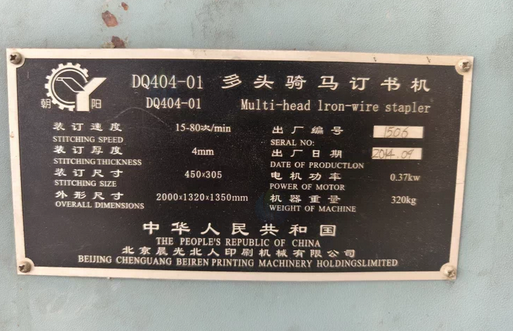 朝 阳
DQ404-01 多头骑马订书机
DQ404-01 Multi-head lron-wire stapler
装订速度 15-80次/min 出厂编号 1506
STITCHING SPEED SERIAL NO:
装订厚度 4mm 出厂日期 2014.09
STITCHING THICKNESS DATE OF PRODUCTLON
装订尺寸 450×305 电机功率 0.37kw
STITCHING SIZE POWER OF MOTOR
外形尺寸 2000×1320×1350mm 机器重量 320kg
OVERALL DIMENSIONS WEIGHT OF MACHINE
中华人民共和国
THE PEOPLE'S REPUBLIC OF CHINA
北京晨光北人印刷机械有限公司
BEIJING CHENGUANG BEIREN PRINTING MACHINERY HOLDINGSLIMITED